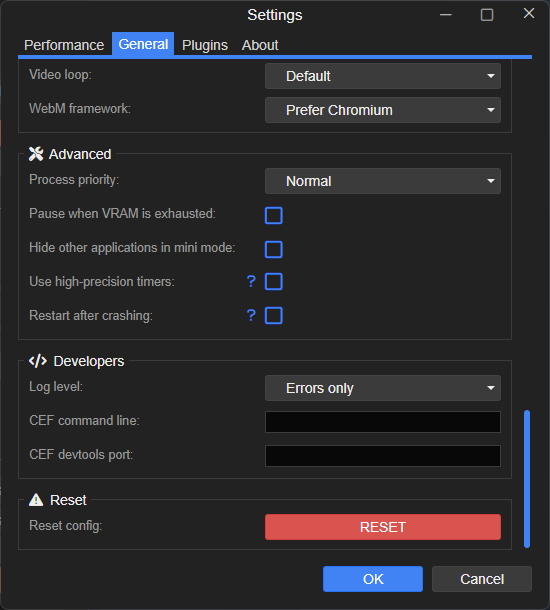 Settings
Performance General Plugins About
Video loop: Default
WebM framework: Prefer Chromium
Advanced
Process priority: Normal
Pause when VRAM is exhausted:
Hide other applications in mini mode:
Use high-precision timers: ?
Restart after crashing: ?
Developers
Log level: Errors only
CEF command line:
CEF devtools port:
Reset
Reset config: RESET
OK Cancel